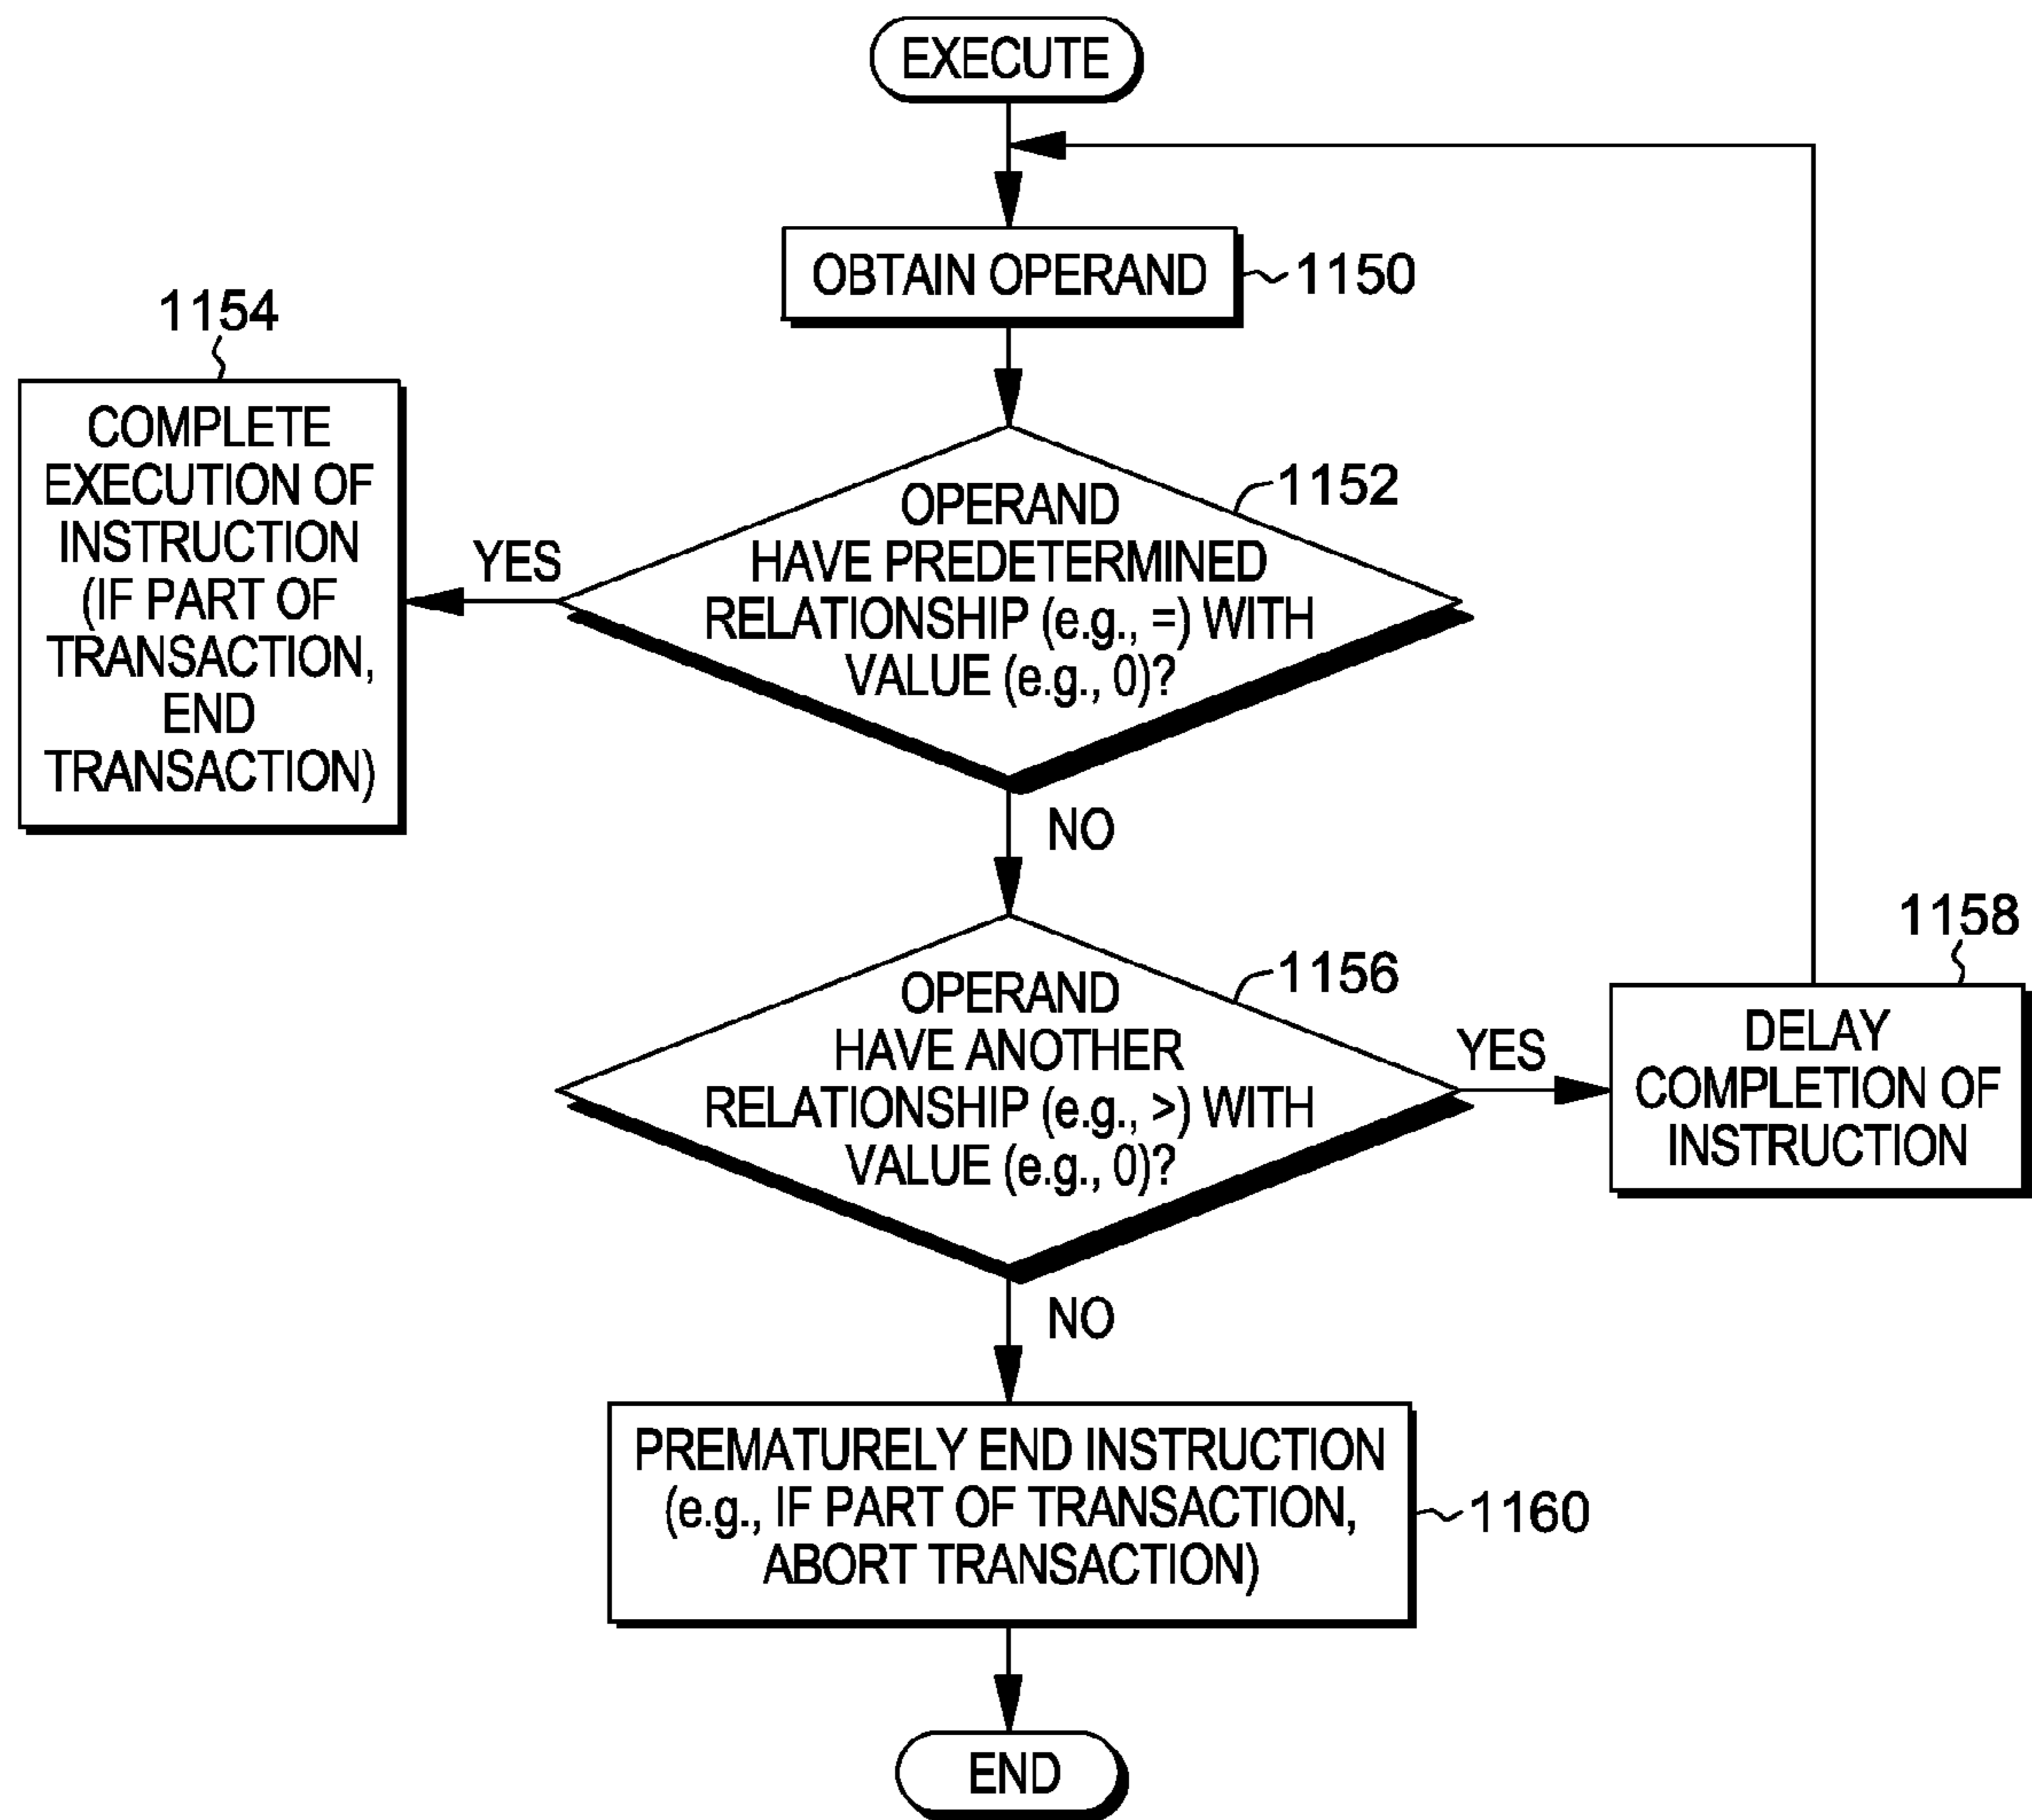 EXECUTE
OBTAIN OPERAND
1150
1154
COMPLETE
EXECUTION OF
INSTRUCTION
(IF PART OF
TRANSACTION,
END
TRANSACTION)
YES
OPERAND
HAVE PREDETERMINED
RELATIONSHIP (e.g., =) WITH
VALUE (e.g., 0)?
1152
NO
OPERAND
HAVE ANOTHER
RELATIONSHIP (e.g., >) WITH
VALUE (e.g., 0)?
1156
YES
1158
DELAY
COMPLETION OF
INSTRUCTION
NO
PREMATURELY END INSTRUCTION
(e.g., IF PART OF TRANSACTION,
ABORT TRANSACTION)
1160
END